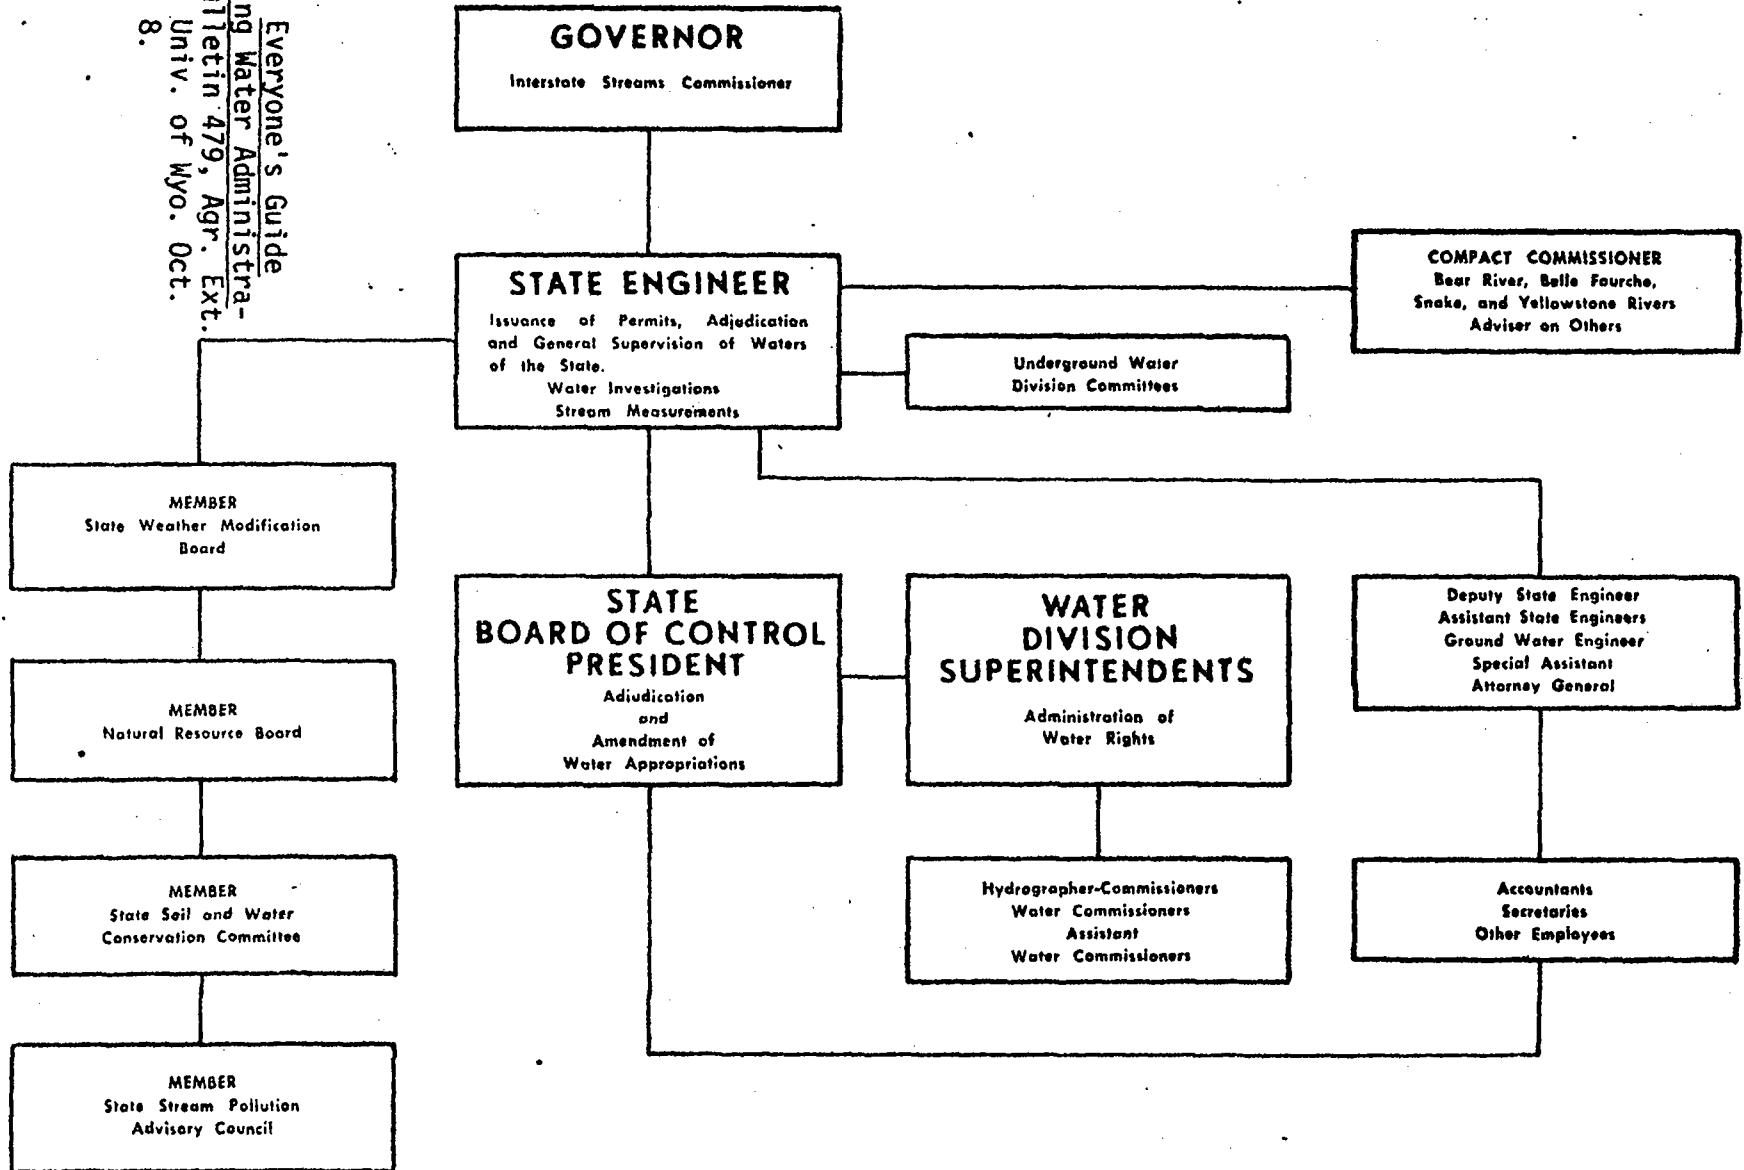 Everyone's Guide
Water Administra-
479, Agr. Ext.
Univ. of Wyo. Oct.
8.
GOVERNOR
Interstate Streams Commissioner
STATE ENGINEER
Issuance of Permits, Adjudication
and General Supervision of Waters
of the State.
Water Investigations
Stream Measurements
COMPACT COMMISSIONER
Bear River, Belle Fourche,
Snake, and Yellowstone Rivers
Adviser on Others
Underground Water
Division Committees
MEMBER
State Weather Modification
Board
MEMBER
Natural Resource Board
MEMBER
State Soil and Water
Conservation Committee
MEMBER
State Stream Pollution
Advisory Council
STATE
BOARD OF CONTROL
PRESIDENT
Adjudication
and
Amendment of
Water Appropriations
WATER
DIVISION
SUPERINTENDENTS
Administration of
Water Rights
Hydrographer-Commissioners
Water Commissioners
Assistant
Water Commissioners
Deputy State Engineer
Assistant State Engineers
Ground Water Engineer
Special Assistant
Attorney General
Accountants
Secretaries
Other Employees